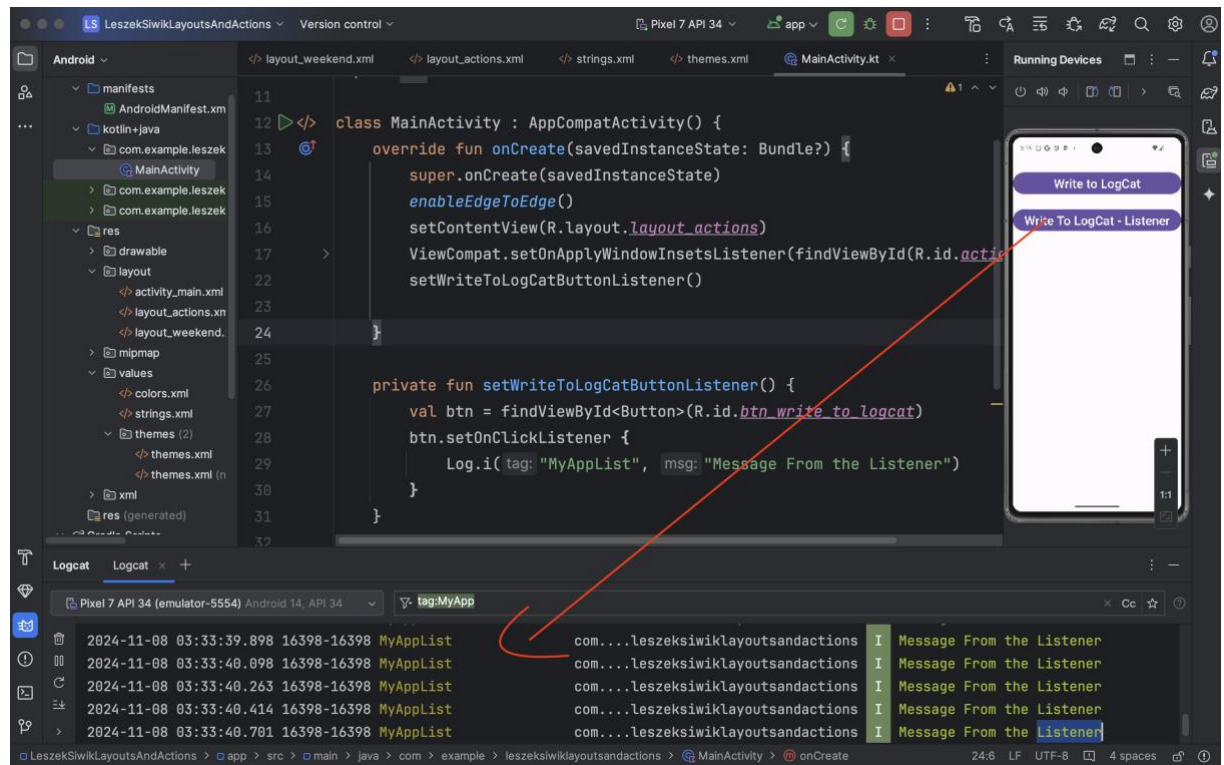 LS LeszekSiwikLayoutsAndActions Version control Pixel 7 API 34 app
Android
layout_weekend.xml layout_actions.xml strings.xml themes.xml MainActivity.kt
Running Devices
manifests
AndroidManifest.xm
kotlin+java
com.example.leszek
MainActivity
com.example.leszek
com.example.leszek
res
drawable
layout
activity_main.xml
layout_actions.xn
layout_weekend.
mipmap
values
colors.xml
strings.xml
themes (2)
themes.xml
themes.xml (n
xml
res (generated)
1
11
12 class MainActivity : AppCompatActivity() {
13 override fun onCreate(savedInstanceState: Bundle?) {
14 super.onCreate(savedInstanceState)
15 enableEdgeToEdge()
16 setContentView(R.layout.layout_actions)
17 ViewCompat.setOnApplyWindowInsetsListener(findViewById(R.id.actio
22 setWriteToLogCatButtonListener()
23
24 }
25
26 private fun setWriteToLogCatButtonListener() {
27 val btn = findViewById<Button>(R.id.btn_write_to_logcat)
28 btn.setOnClickListener {
29 Log.i( tag: "MyAppList", msg: "Message From the Listener")
30 }
31 }
32
Write to LogCat
Write To LogCat - Listener
1:1
Logcat Logcat
Pixel 7 API 34 (emulator-5554) Android 14, API 34 tag:MyApp Cc
2024-11-08 03:33:39.898 16398-16398 MyAppList com....leszeksiwiklayoutsandactions I Message From the Listener
2024-11-08 03:33:40.098 16398-16398 MyAppList com....leszeksiwiklayoutsandactions I Message From the Listener
2024-11-08 03:33:40.263 16398-16398 MyAppList com....leszeksiwiklayoutsandactions I Message From the Listener
2024-11-08 03:33:40.414 16398-16398 MyAppList com....leszeksiwiklayoutsandactions I Message From the Listener
2024-11-08 03:33:40.701 16398-16398 MyAppList com....leszeksiwiklayoutsandactions I Message From the Listener
LeszekSiwikLayoutsAndActions > app > src > main > java > com > example > leszeksiwiklayoutsandactions > MainActivity > onCreate 24:6 LF UTF-8 4 spaces